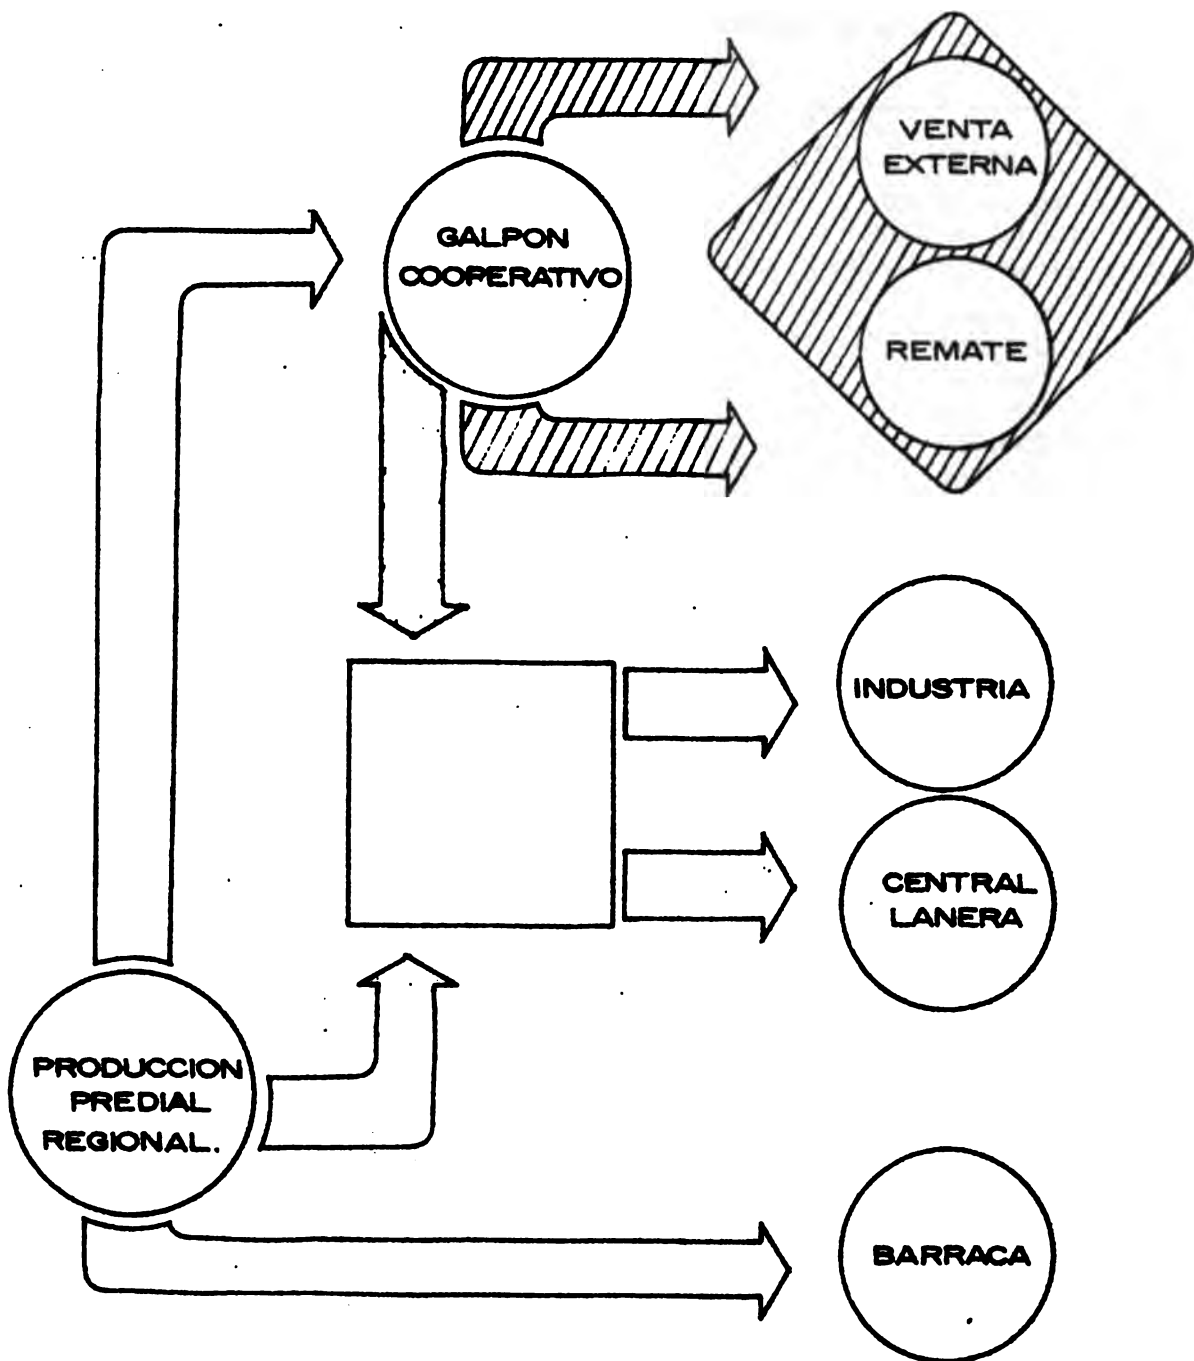 VENTA
EXTERNA
GALPON
COOPERATIVO
REMATE
INDUSTRIA
CENTRAL
LANERA
PRODUCCION
PREDIAL
REGIONAL.
BARRACA